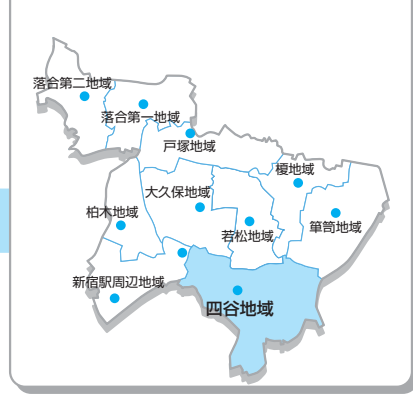 落合第二地域
落合第一地域
戸塚地域
榎地域
大久保地域
柏木地域
若松地域
箪笥地域
新宿駅周辺地域
四谷地域